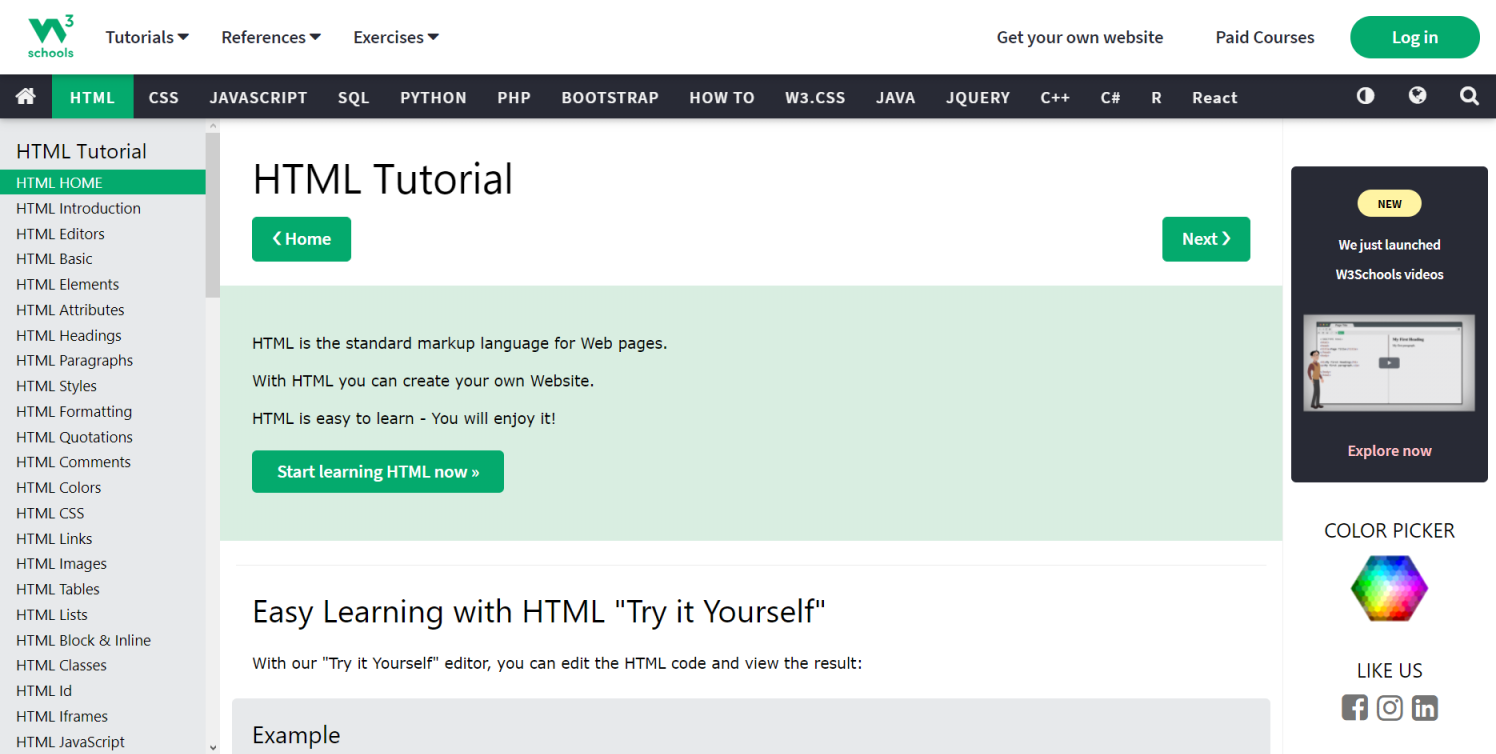 W3
schools
Tutorials
References
Exercises
Get your own website
Paid Courses
Log in
HTML
CSS
JAVASCRIPT
SQL
PYTHON
PHP
BOOTSTRAP
HOW TO
W3.CSS
JAVA
JQUERY
C++
C#
R
React
HTML Tutorial
HTML HOME
HTML Introduction
HTML Editors
HTML Basic
HTML Elements
HTML Attributes
HTML Headings
HTML Paragraphs
HTML Styles
HTML Formatting
HTML Quotations
HTML Comments
HTML Colors
HTML CSS
HTML Links
HTML Images
HTML Tables
HTML Lists
HTML Block & Inline
HTML Classes
HTML Id
HTML Iframes
HTML JavaScript
HTML Tutorial
❮ Home
Next ❯
HTML is the standard markup language for Web pages.
With HTML you can create your own Website.
HTML is easy to learn - You will enjoy it!
Start learning HTML now »
Easy Learning with HTML "Try it Yourself"
With our "Try it Yourself" editor, you can edit the HTML code and view the result:
Example
NEW
We just launched
W3Schools videos
My First Heading
Explore now
COLOR PICKER
LIKE US